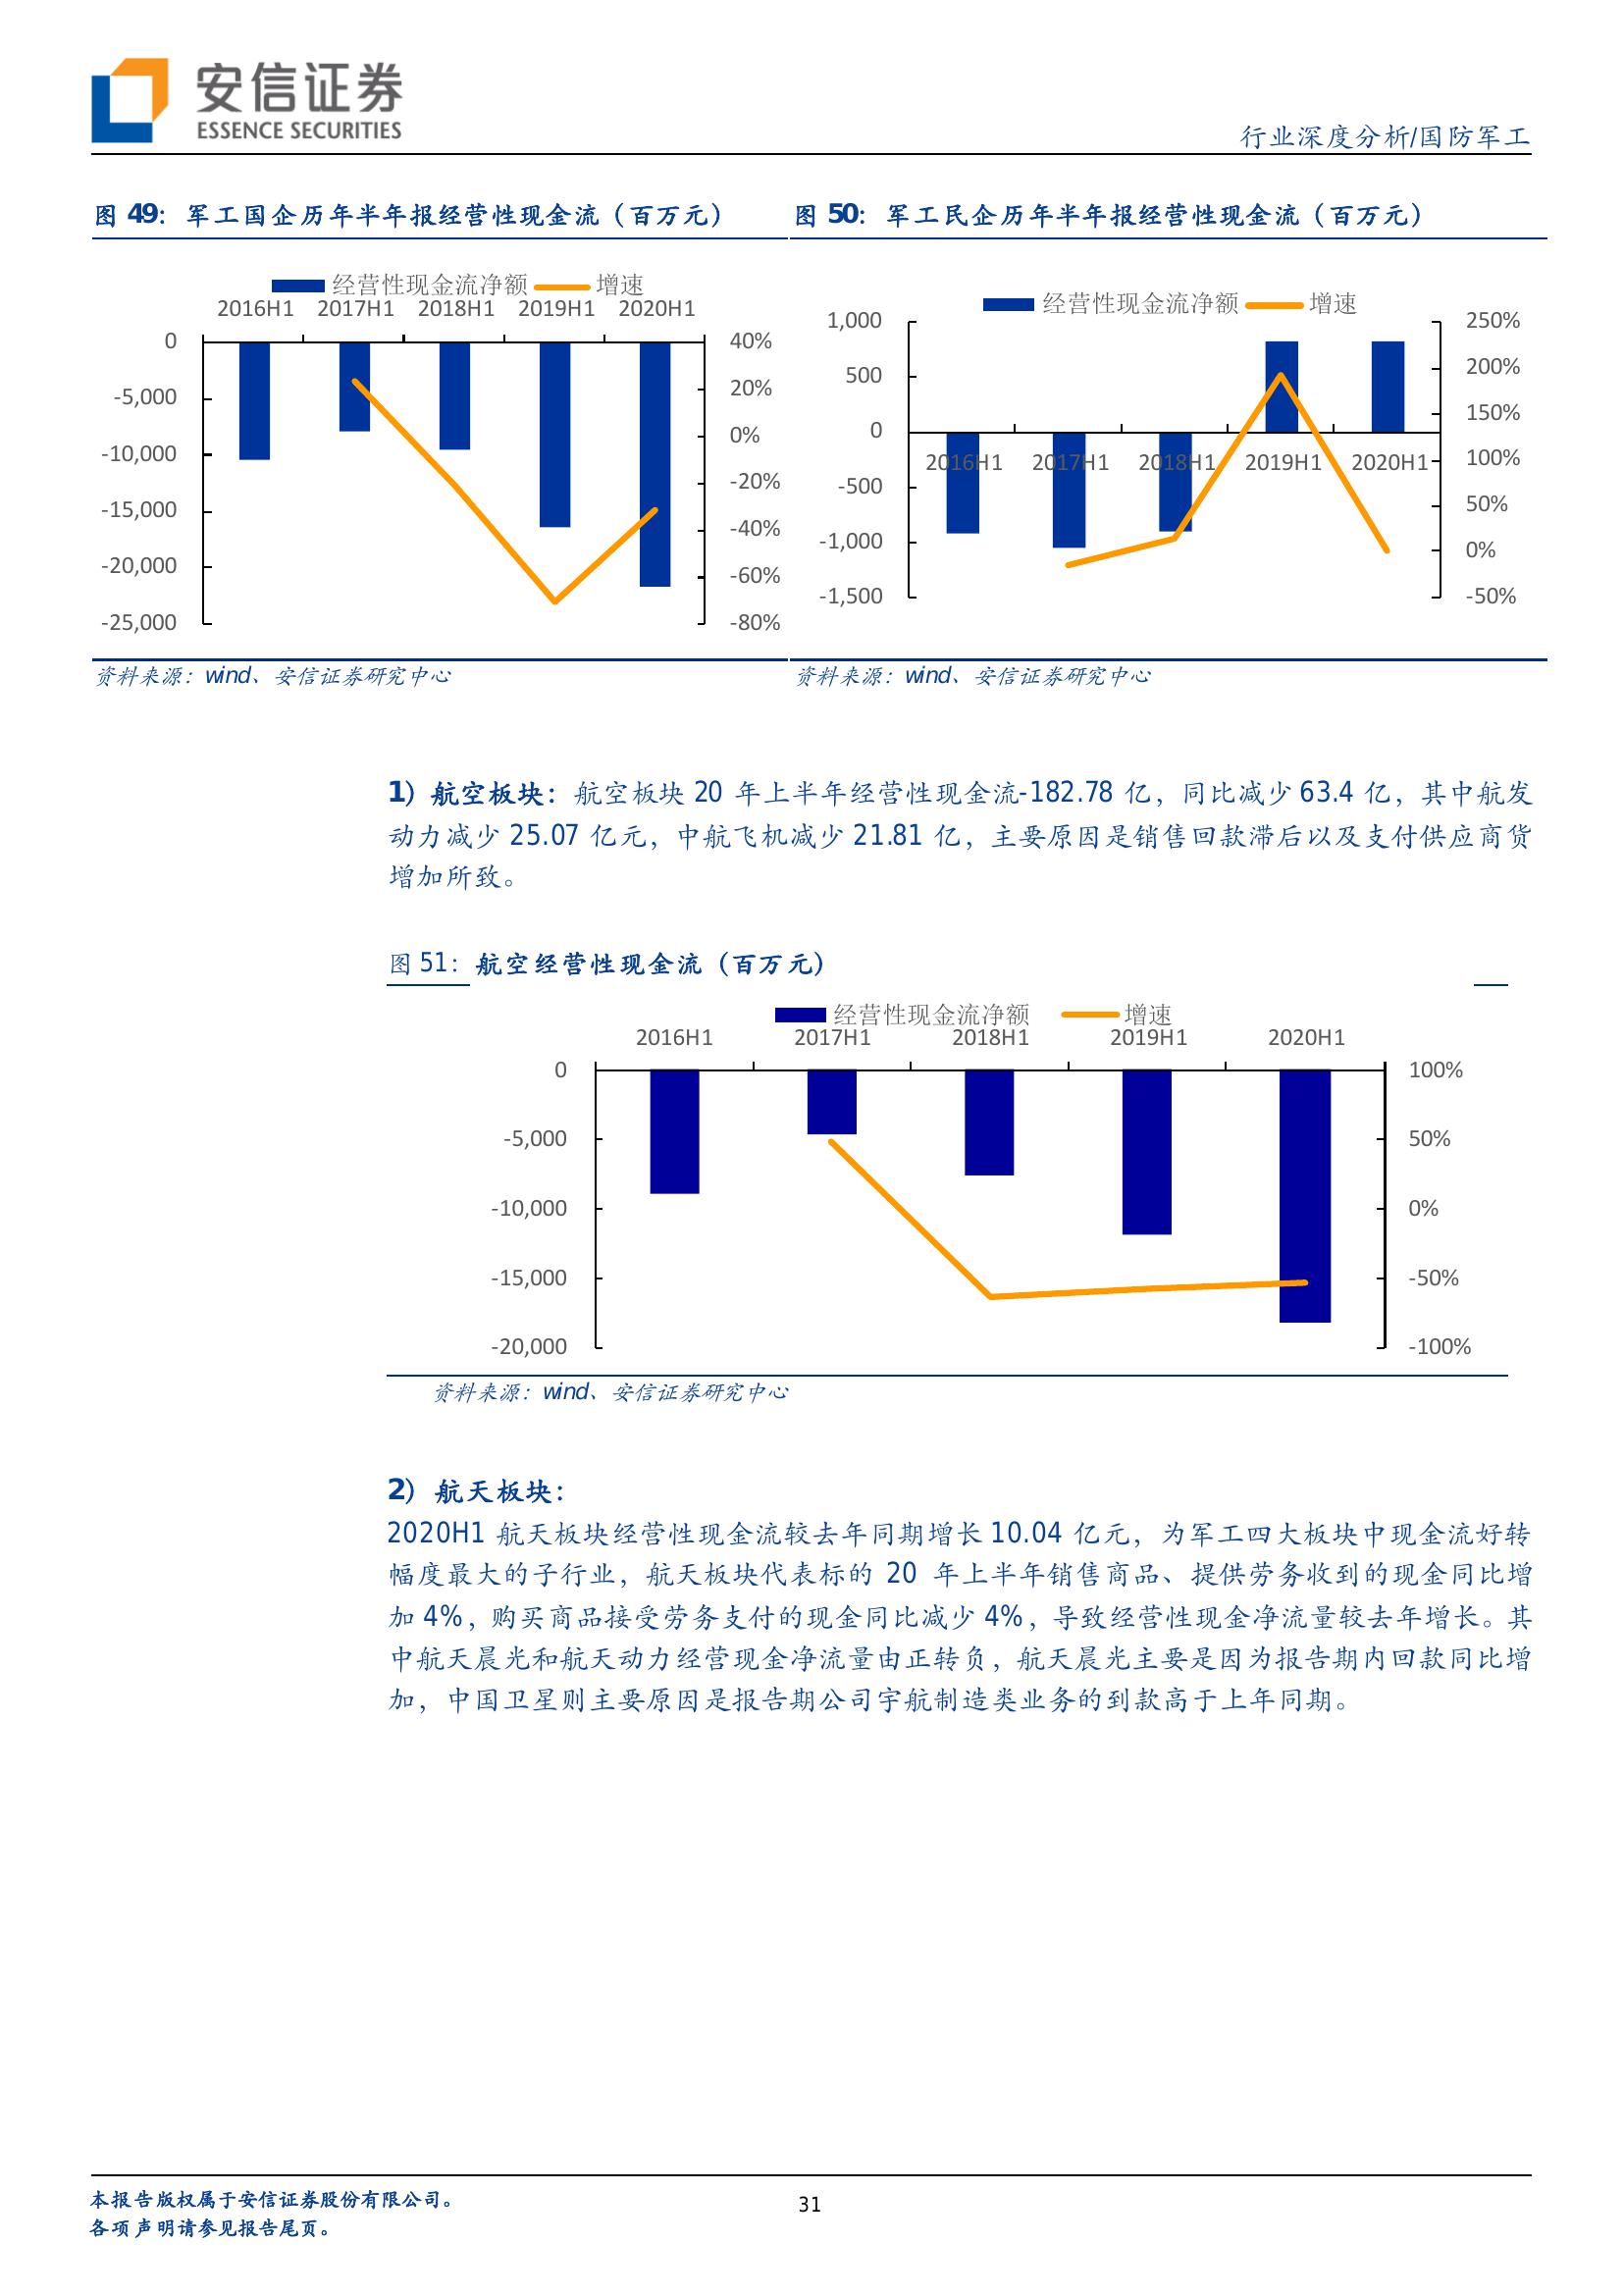 安信证券
ESSENCE SECURITIES
行业深度分析/国防军工
图 49：军工国企历年半年报经营性现金流（百万元）
经营性现金流净额 增速
2016H1 2017H1 2018H1 2019H1 2020H1
0
-5,000
-10,000
-15,000
-20,000
-25,000
40%
20%
0%
-20%
-40%
-60%
-80%
资料来源：wind、安信证券研究中心
图 50：军工民企历年半年报经营性现金流（百万元）
经营性现金流净额 增速
1,000
500
0
-500
-1,000
-1,500
2016H1 2017H1 2018H1 2019H1 2020H1
250%
200%
150%
100%
50%
0%
-50%
资料来源：wind、安信证券研究中心
1）航空板块：航空板块 20 年上半年经营性现金流-182.78 亿，同比减少 63.4 亿，其中航发
动力减少 25.07 亿元，中航飞机减少 21.81 亿，主要原因是销售回款滞后以及支付供应商货
增加所致。
图 51：航空经营性现金流（百万元）
经营性现金流净额 增速
2016H1 2017H1 2018H1 2019H1 2020H1
0
-5,000
-10,000
-15,000
-20,000
100%
50%
0%
-50%
-100%
资料来源：wind、安信证券研究中心
2）航天板块：
2020H1 航天板块经营性现金流较去年同期增长 10.04 亿元，为军工四大板块中现金流好转
幅度最大的子行业，航天板块代表标的 20 年上半年销售商品、提供劳务收到的现金同比增
加 4%，购买商品接受劳务支付的现金同比减少 4%，导致经营性现金净流量较去年增长。其
中航天晨光和航天动力经营现金净流量由正转负，航天晨光主要是因为报告期内回款同比增
加，中国卫星则主要原因是报告期公司宇航制造类业务的到款高于上年同期。
本报告版权属于安信证券股份有限公司。
各项声明请参见报告尾页。
31